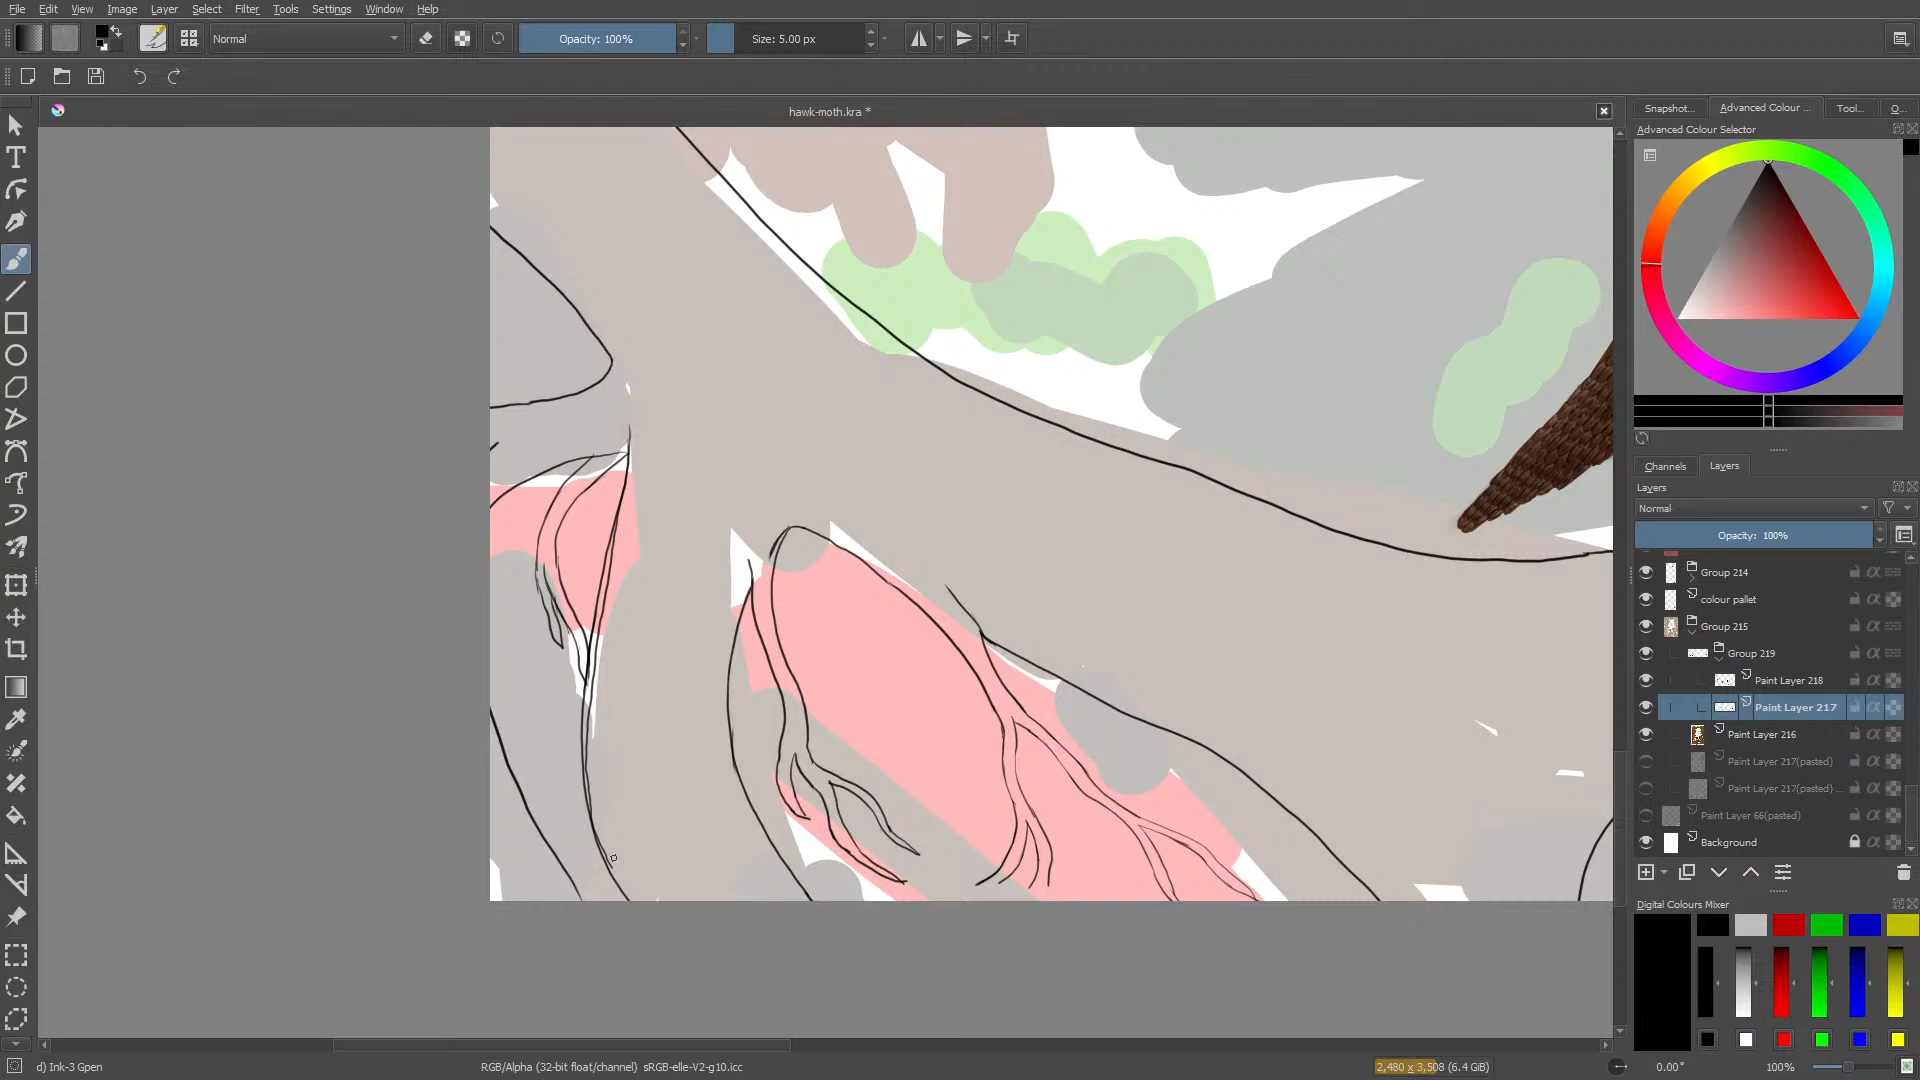 File Edit View Image Layer Select Filter Tools Settings Window Help
Normal Opacity: 100% Size: 5.00 px
hawk-moth.kra *
Snapshot... Advanced Colour ... Tool... O...
Advanced Colour Selector
Channels Layers
Layers
Normal
Opacity: 100%
Group 214
colour pallet
Group 215
Group 219
Paint Layer 218
Paint Layer 217
Paint Layer 216
Paint Layer 217(pasted)
Paint Layer 217(pasted) ...
Paint Layer 66(pasted)
Background
Digital Colours Mixer
d) Ink-3 Gpen RGB/Alpha (32-bit float/channel) sRGB-elle-V2-g10.icc 2,480 x 3,508 (6.4 GiB) 0.00° 100%